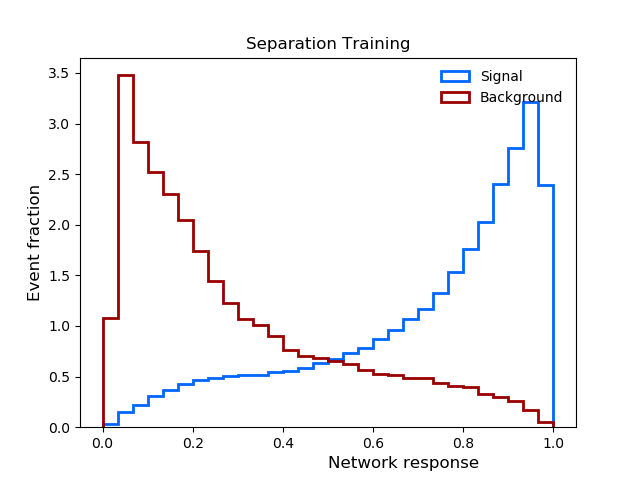 Separation Training
Signal
Background
3.5
3.0
2.5
2.0
1.5
1.0
0.5
0.0
Event fraction
0.0 0.2 0.4 0.6 0.8 1.0
Network response